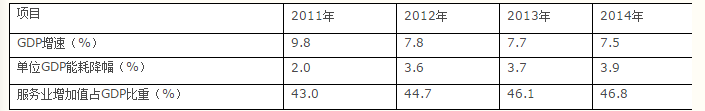 项目 2011年 2012年 2013年 2014年
GDP增速（%） 9.8 7.8 7.7 7.5
单位GDP能耗降幅（%） 2.0 3.6 3.7 3.9
服务业增加值占GDP比重（%） 43.0 44.7 46.1 46.8